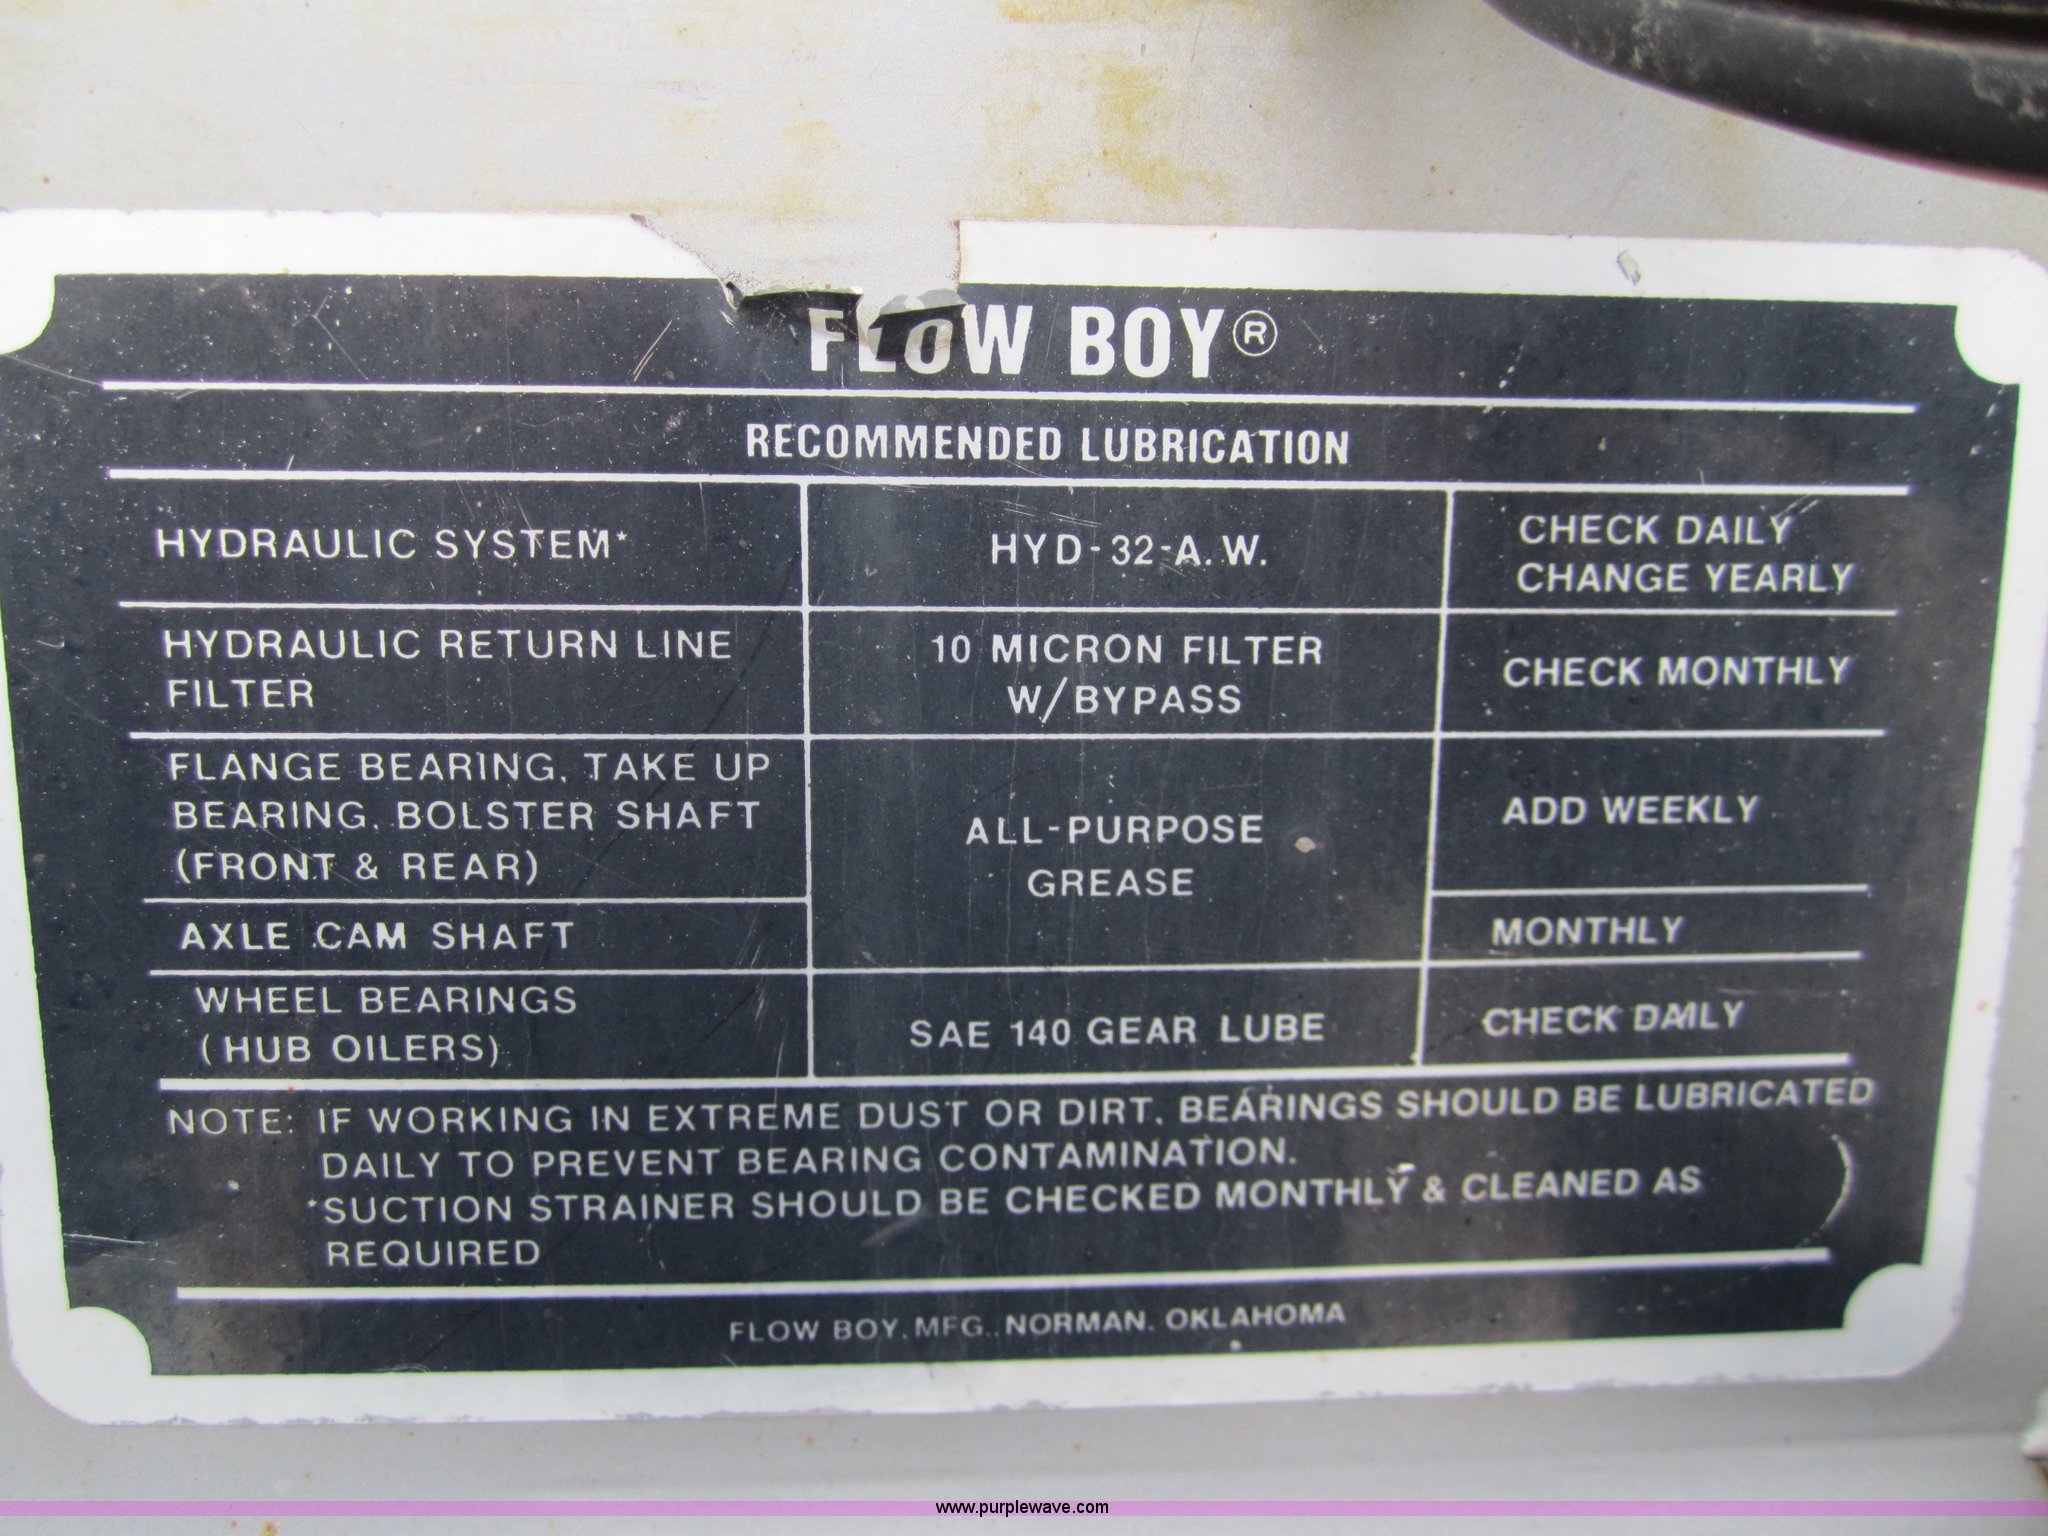 FLOW BOY®
RECOMMENDED LUBRICATION
HYDRAULIC SYSTEM*
HYD-32-A.W.
CHECK DAILY
CHANGE YEARLY
HYDRAULIC RETURN LINE
FILTER
10 MICRON FILTER
W/BYPASS
CHECK MONTHLY
FLANGE BEARING, TAKE UP
BEARING, BOLSTER SHAFT
(FRONT & REAR)
ALL-PURPOSE
GREASE
ADD WEEKLY
AXLE CAM SHAFT
MONTHLY
WHEEL BEARINGS
(HUB OILERS)
SAE 140 GEAR LUBE
CHECK DAILY
NOTE: IF WORKING IN EXTREME DUST OR DIRT, BEARINGS SHOULD BE LUBRICATED
DAILY TO PREVENT BEARING CONTAMINATION.
*SUCTION STRAINER SHOULD BE CHECKED MONTHLY & CLEANED AS
REQUIRED
FLOW BOY, MFG., NORMAN, OKLAHOMA
www.purplewave.com